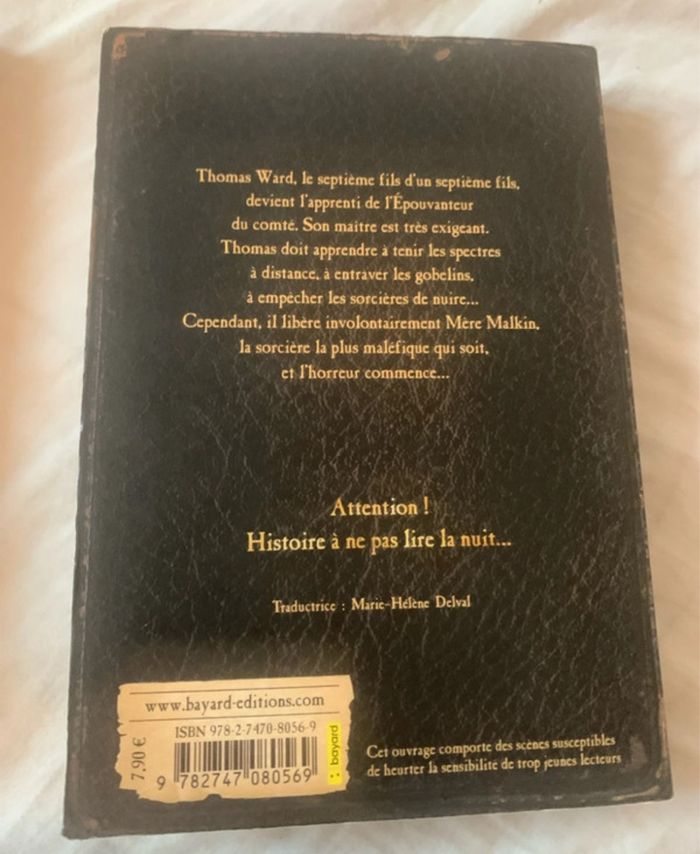 Thomas Ward, le septième fils d'un septième fils,
devient l'apprenti de l'Épouvanteur
du comté. Son maître est très exigeant.
Thomas doit apprendre à tenir les spectres
à distance, à entraver les gobelins,
à empêcher les sorcières de nuire...
Cependant, il libère involontairement Mère Malkin,
la sorcière la plus maléfique qui soit,
et l'horreur commence...
Attention !
Histoire à ne pas lire la nuit...
Traductrice : Marie-Hélène Delval
www.bayard-editions.com
ISBN 978-2-7470-8056-9
7,90 €
9 782747 080569
bayard
Cet ouvrage comporte des scènes susceptibles
de heurter la sensibilité de trop jeunes lecteurs